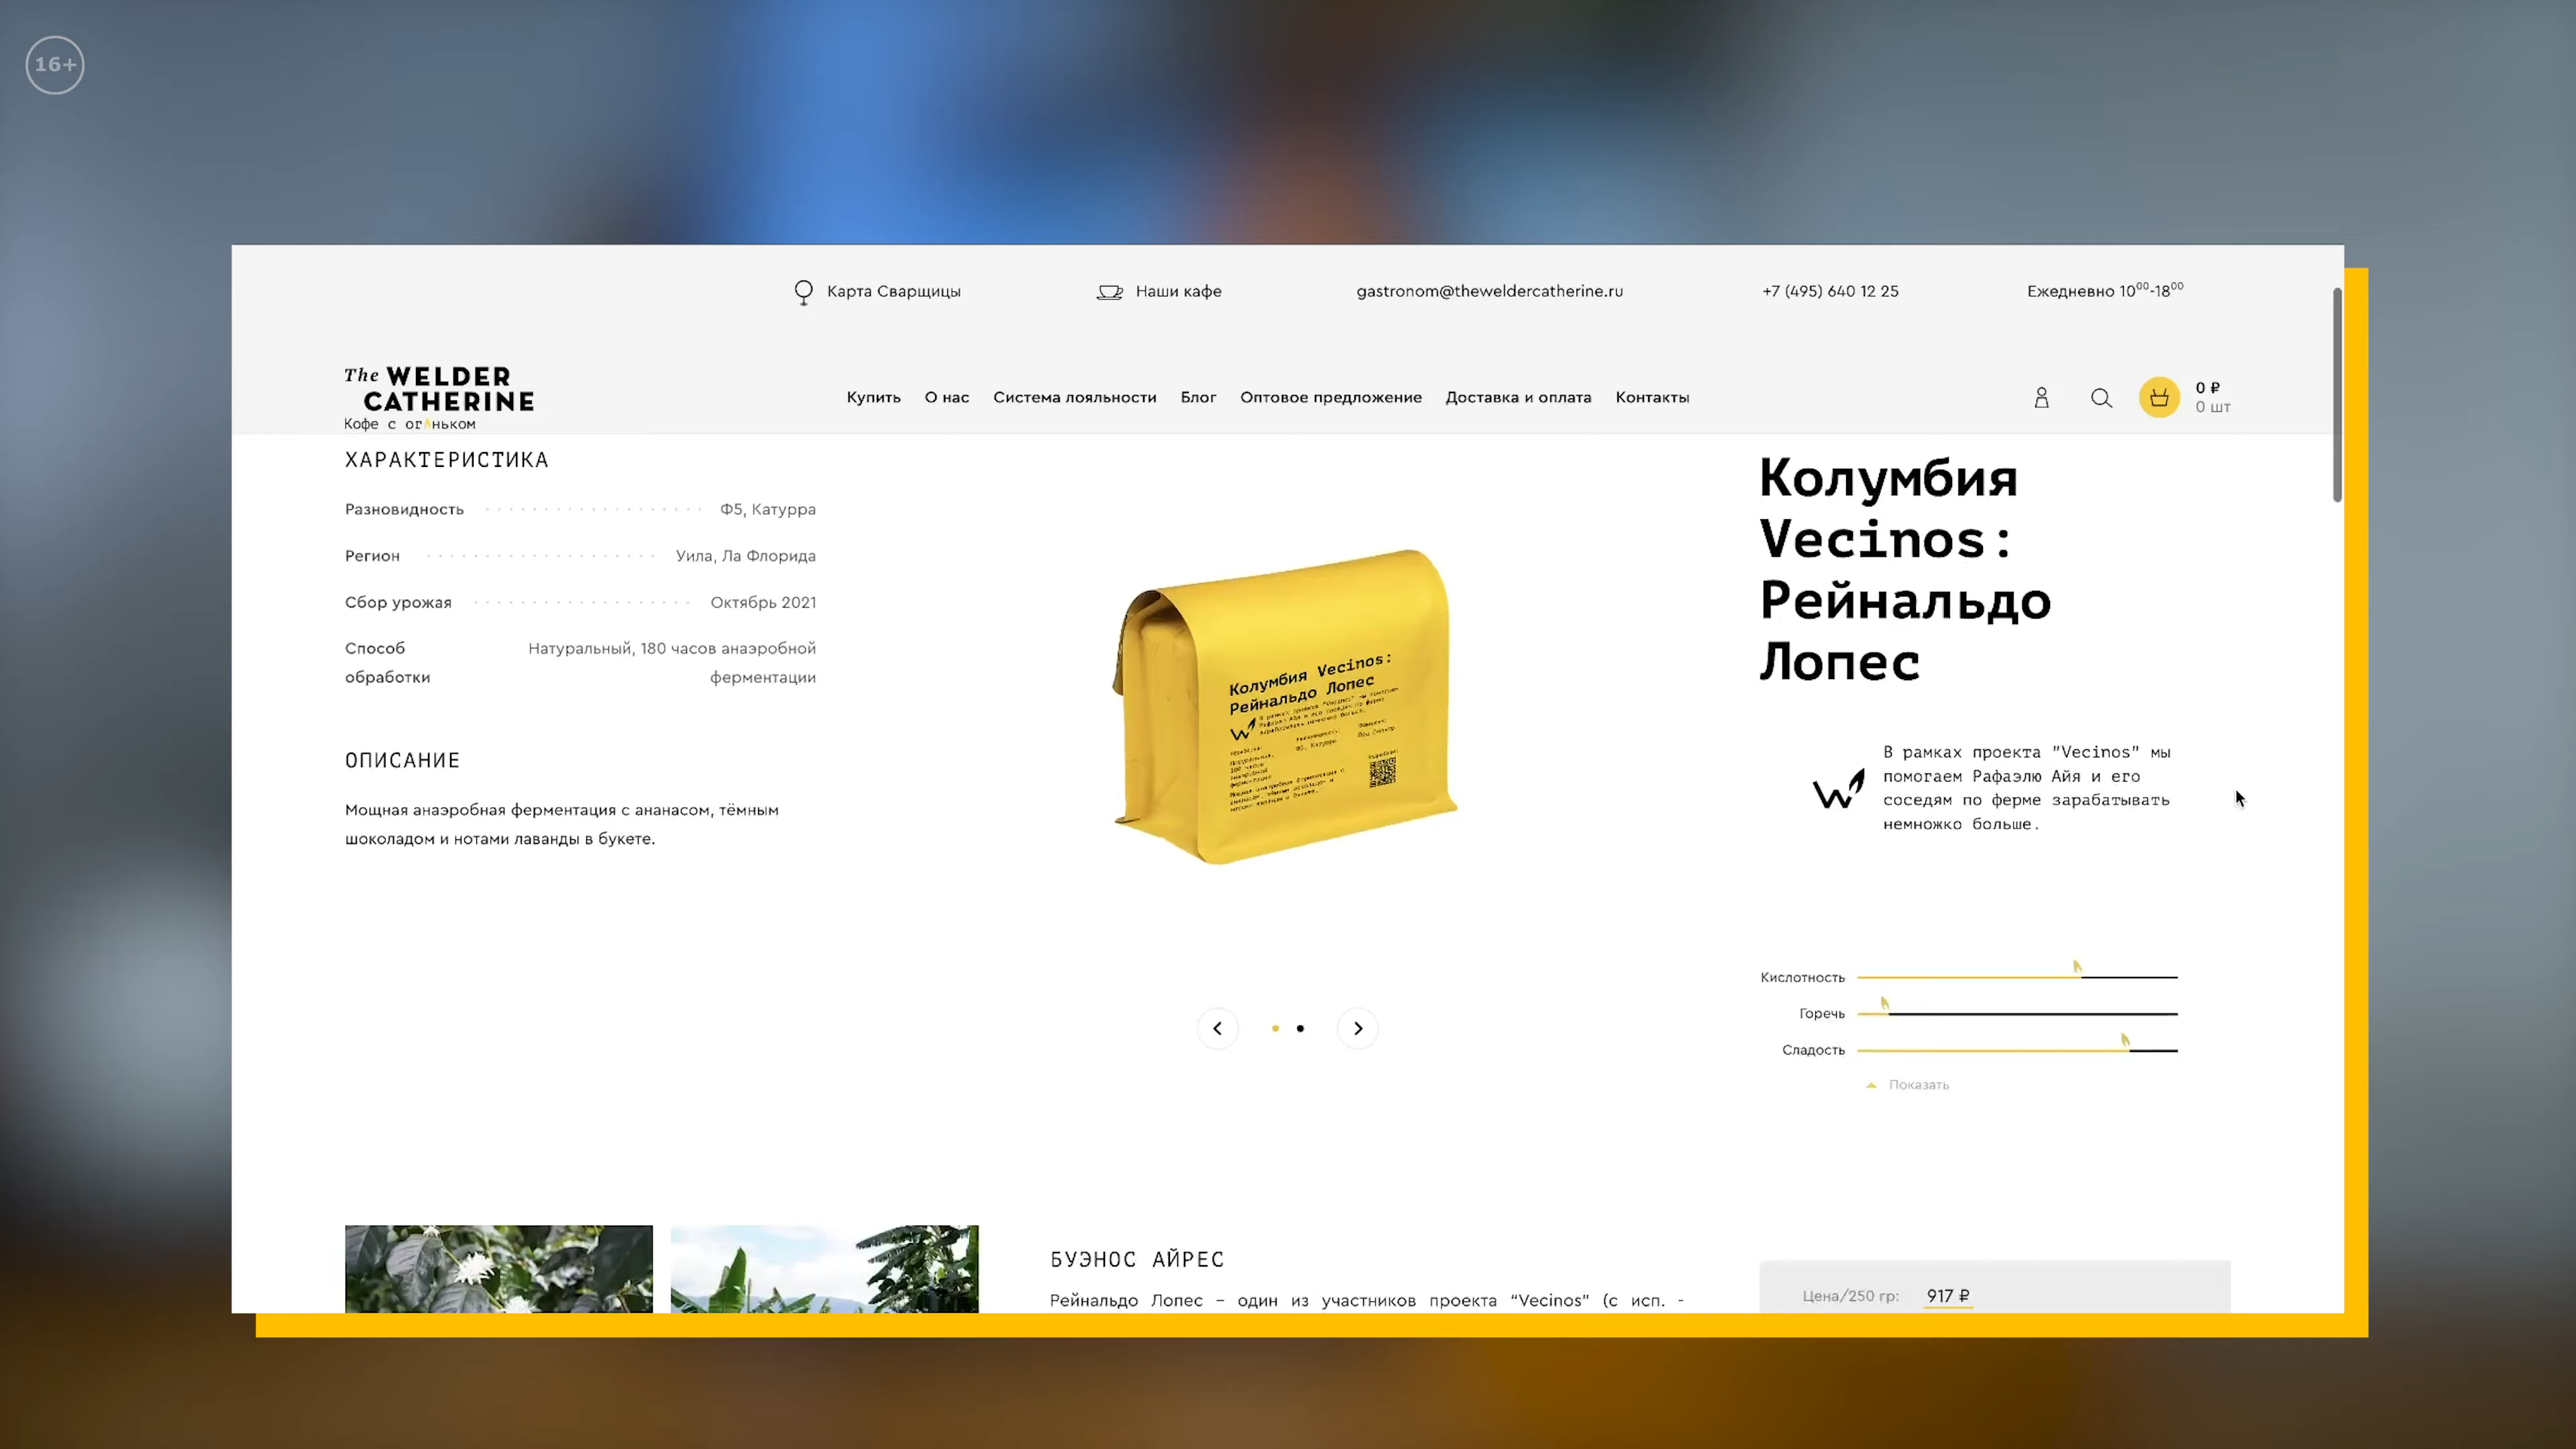 16+
Карта Сварщицы
Наши кафе
gastronom@theweldercatherine.ru
+7 (495) 640 12 25
Ежедневно 10⁰⁰-18⁰⁰
The WELDER
CATHERINE
Кофе с огоньком
Купить
О нас
Система лояльности
Блог
Оптовое предложение
Доставка и оплата
Контакты
0 ₽
0 шт
ХАРАКТЕРИСТИКА
Разновидность Ф5, Катурра
Регион Уила, Ла Флорида
Сбор урожая Октябрь 2021
Способ Натуральный, 180 часов анаэробной
обработки ферментации
ОПИСАНИЕ
Мощная анаэробная ферментация с ананасом, тёмным
шоколадом и нотами лаванды в букете.
Колумбия Vecinos:
Рейнальдо Лопес
Колумбия
Vecinos:
Рейнальдо
Лопес
В рамках проекта "Vecinos" мы
помогаем Рафаэлю Айя и его
соседям по ферме зарабатывать
немножко больше.
Кислотность
Горечь
Сладость
Показать
БУЭНОС АЙРЕС
Рейнальдо Лопес – один из участников проекта “Vecinos” (с исп. -
Цена/250 гр: 917 ₽